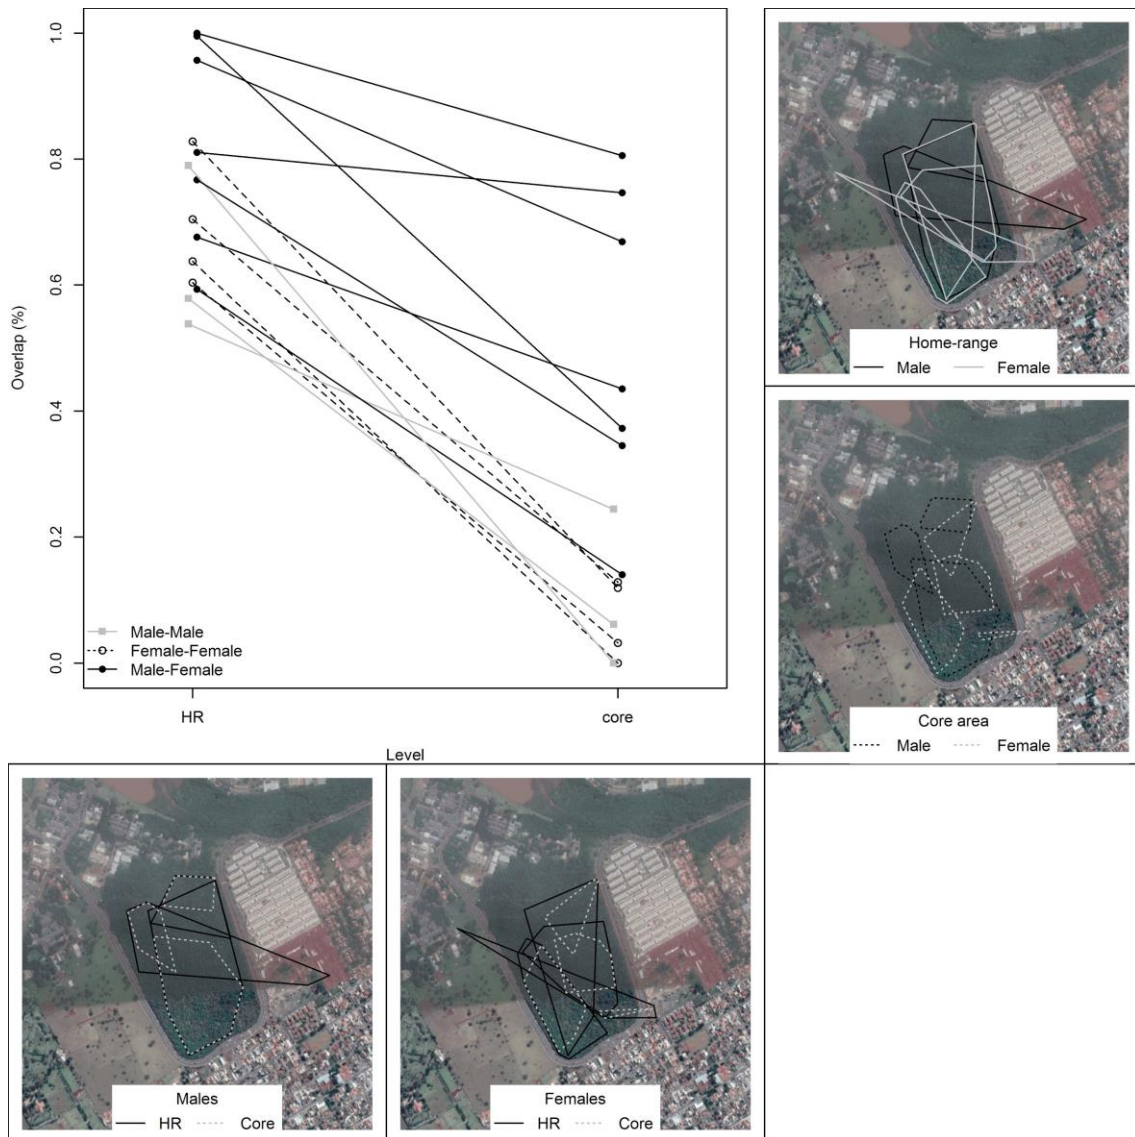 1.0
0.8
0.6
0.4
0.2
0.0
Overlap (%)
Male-Male
Female-Female
Male-Female
HR
core
Level
Home-range
Male
Female
Core area
Male
Female
Males
HR
Core
Females
HR
Core